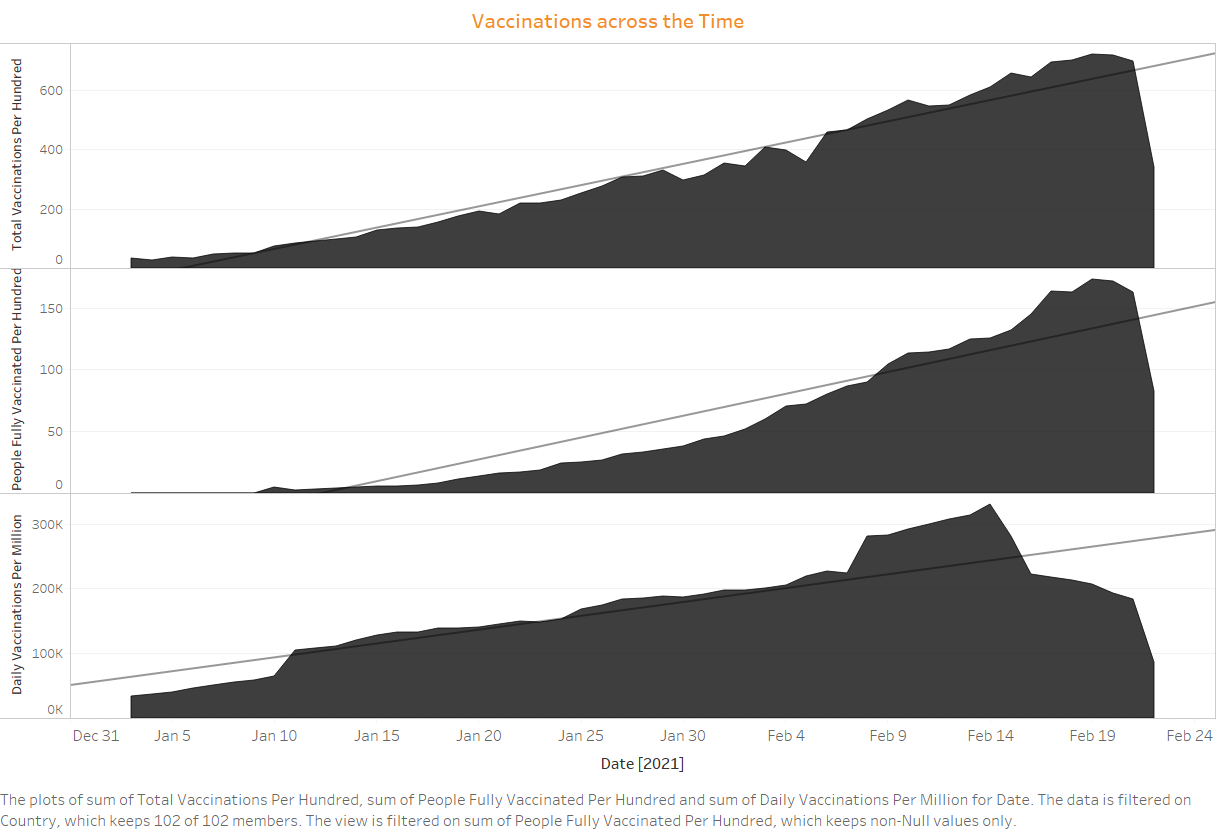 Vaccinations across the Time
Total Vaccinations Per Hundred
600
400
200
0
People Fully Vaccinated Per Hundred
150
100
50
0
Daily Vaccinations Per Million
300K
200K
100K
0K
Dec 31 Jan 5 Jan 10 Jan 15 Jan 20 Jan 25 Jan 30 Feb 4 Feb 9 Feb 14 Feb 19 Feb 24
Date [2021]
The plots of sum of Total Vaccinations Per Hundred, sum of People Fully Vaccinated Per Hundred and sum of Daily Vaccinations Per Million for Date. The data is filtered on
Country, which keeps 102 of 102 members. The view is filtered on sum of People Fully Vaccinated Per Hundred, which keeps non-Null values only.